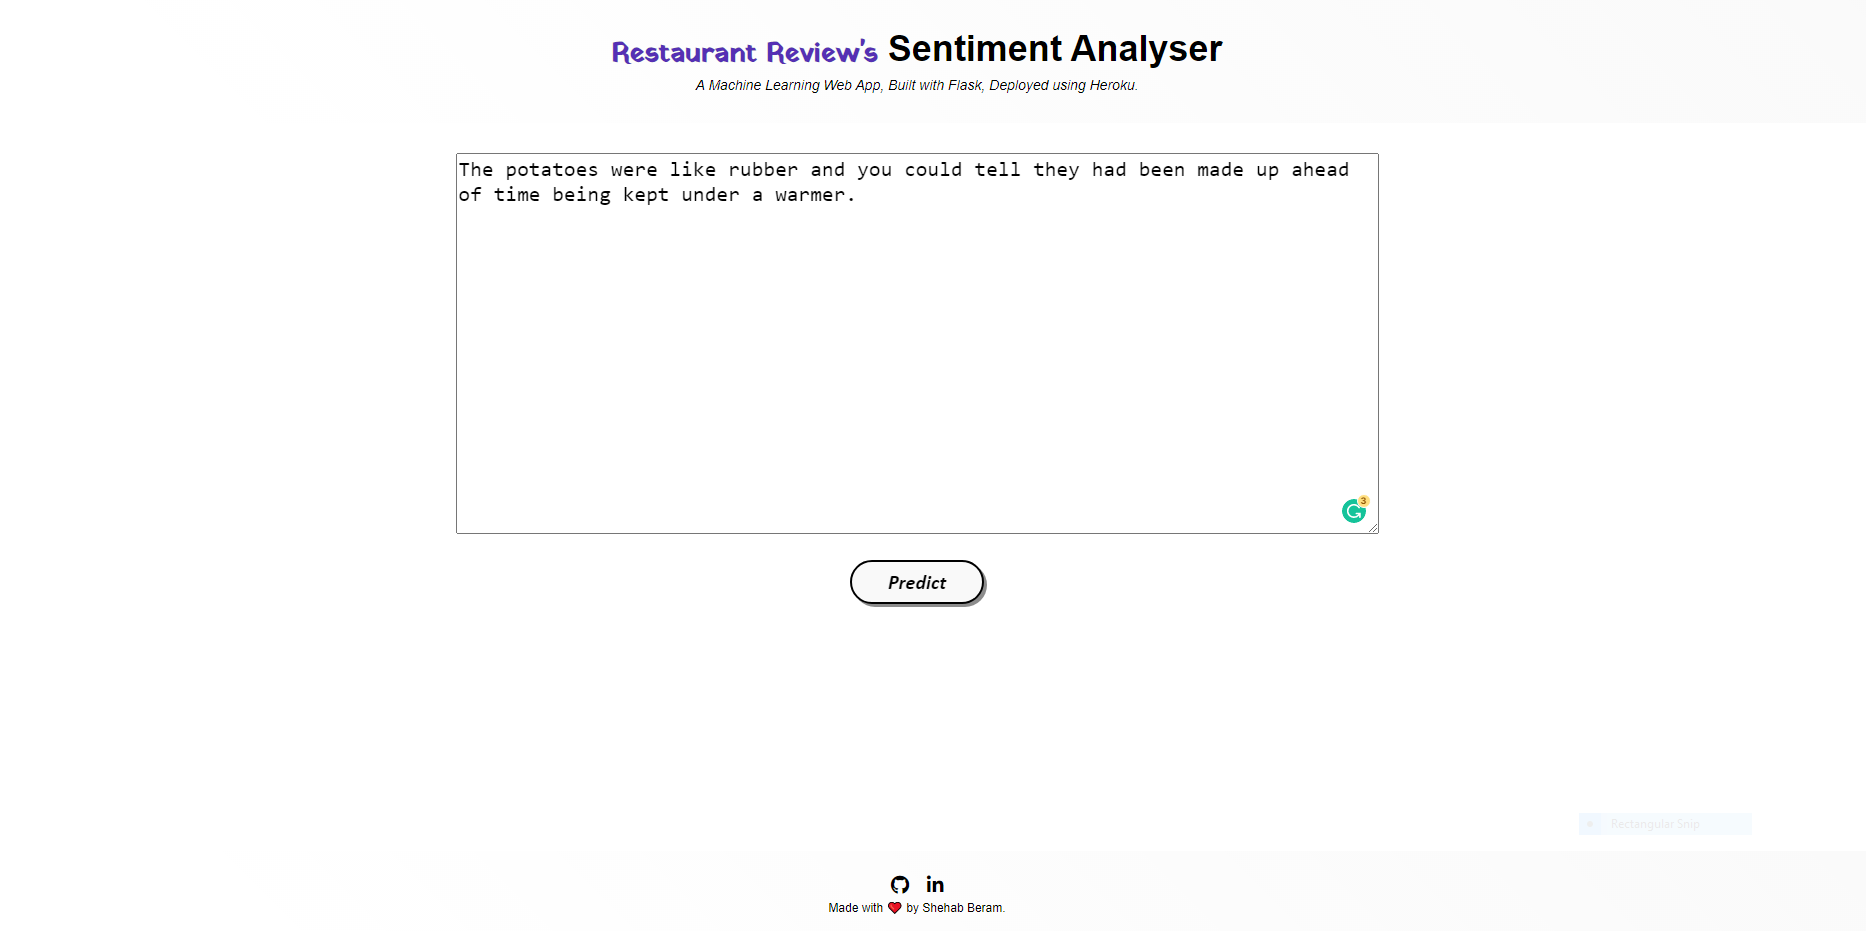 Restaurant Review's Sentiment Analyser
A Machine Learning Web App, Built with Flask, Deployed using Heroku.
The potatoes were like rubber and you could tell they had been made up ahead
of time being kept under a warmer.
3
Predict
Rectangular Snip
in
Made with ❤ by Shehab Beram.